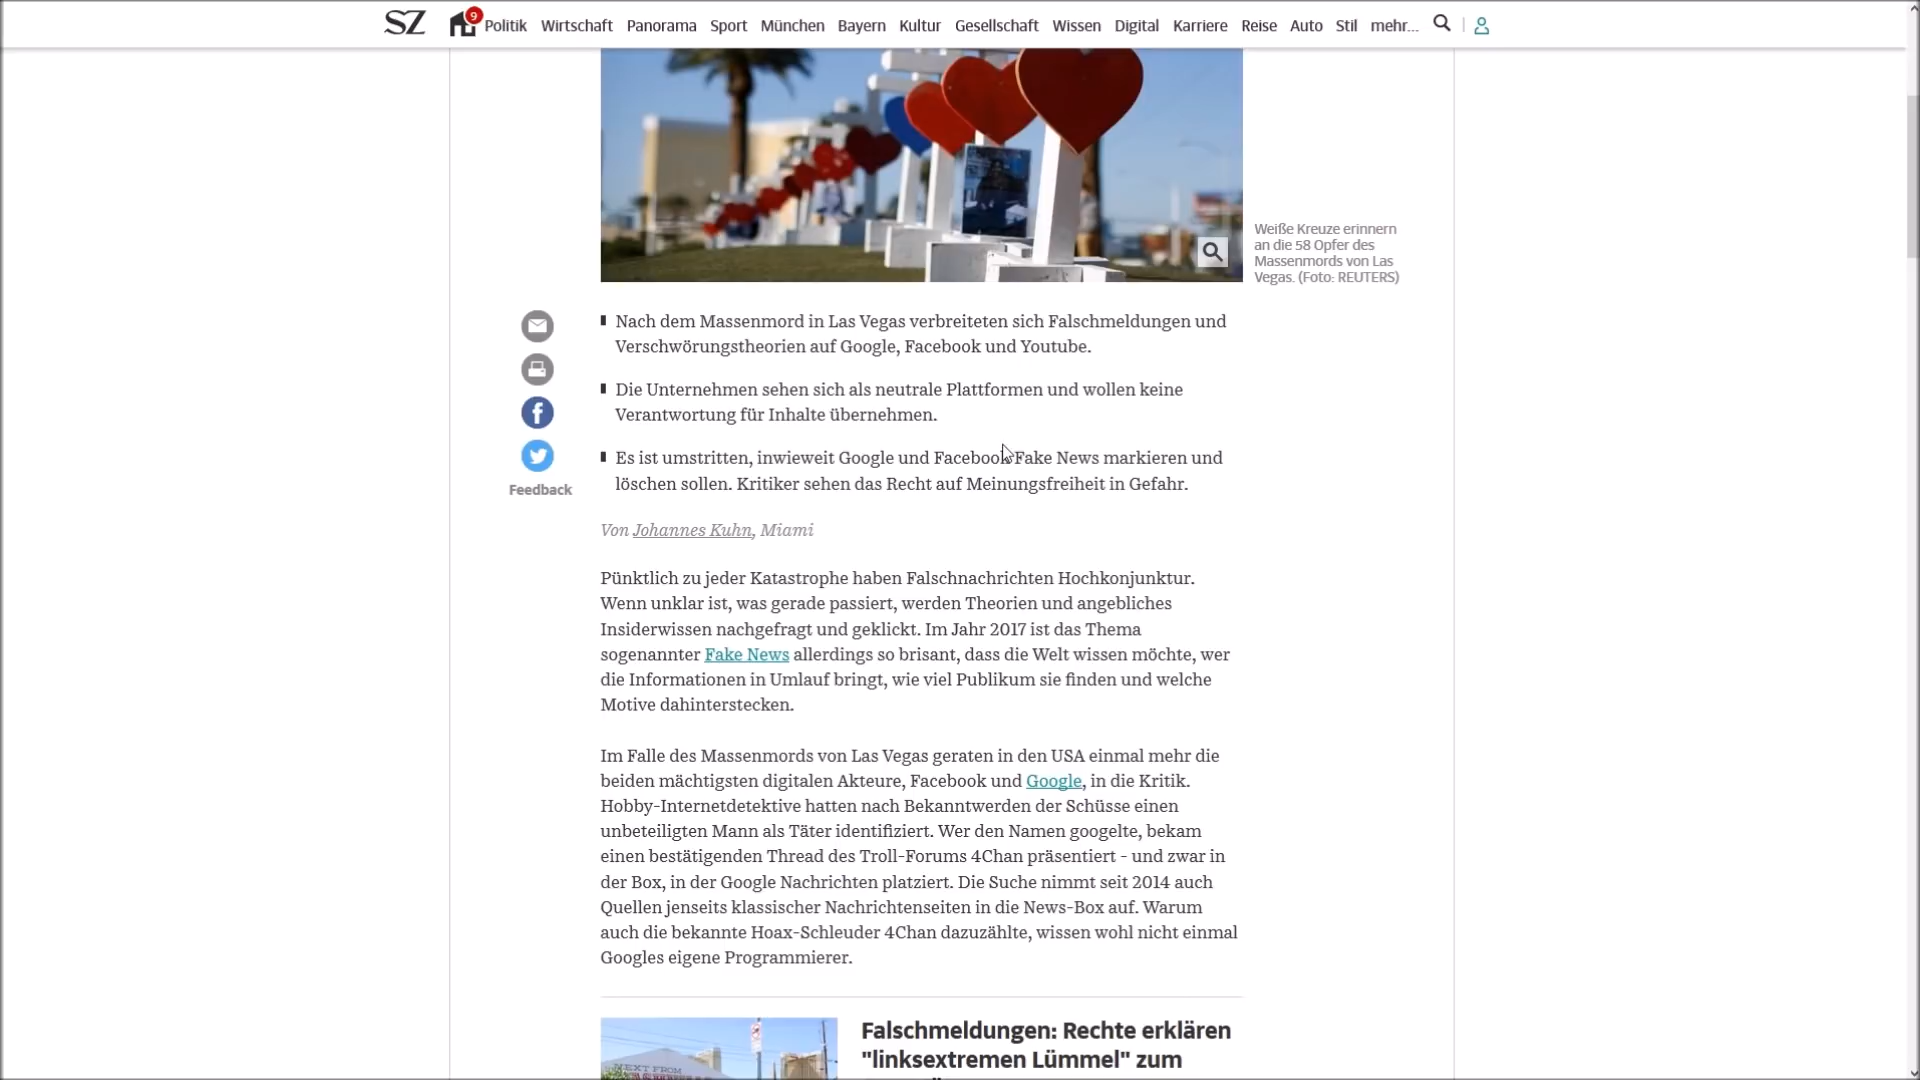 SZ 9 Politik Wirtschaft Panorama Sport München Bayern Kultur Gesellschaft Wissen Digital Karriere Reise Auto Stil mehr...
Weiße Kreuze erinnern
an die 58 Opfer des
Massenmords von Las
Vegas. (Foto: REUTERS)
Nach dem Massenmord in Las Vegas verbreiteten sich Falschmeldungen und
Verschwörungstheorien auf Google, Facebook und Youtube.
Die Unternehmen sehen sich als neutrale Plattformen und wollen keine
Verantwortung für Inhalte übernehmen.
Es ist umstritten, inwieweit Google und Facebook Fake News markieren und
löschen sollen. Kritiker sehen das Recht auf Meinungsfreiheit in Gefahr.
Feedback
Von Johannes Kuhn, Miami
Pünktlich zu jeder Katastrophe haben Falschnachrichten Hochkonjunktur.
Wenn unklar ist, was gerade passiert, werden Theorien und angebliches
Insiderwissen nachgefragt und geklickt. Im Jahr 2017 ist das Thema
sogenannter Fake News allerdings so brisant, dass die Welt wissen möchte, wer
die Informationen in Umlauf bringt, wie viel Publikum sie finden und welche
Motive dahinterstecken.
Im Falle des Massenmords von Las Vegas geraten in den USA einmal mehr die
beiden mächtigsten digitalen Akteure, Facebook und Google, in die Kritik.
Hobby-Internetdetektive hatten nach Bekanntwerden der Schüsse einen
unbeteiligten Mann als Täter identifiziert. Wer den Namen googelte, bekam
einen bestätigenden Thread des Troll-Forums 4Chan präsentiert - und zwar in
der Box, in der Google Nachrichten platziert. Die Suche nimmt seit 2014 auch
Quellen jenseits klassischer Nachrichtenseiten in die News-Box auf. Warum
auch die bekannte Hoax-Schleuder 4Chan dazuzählte, wissen wohl nicht einmal
Googles eigene Programmierer.
Falschmeldungen: Rechte erklären
"linksextremen Lümmel" zum
NEXT FROM